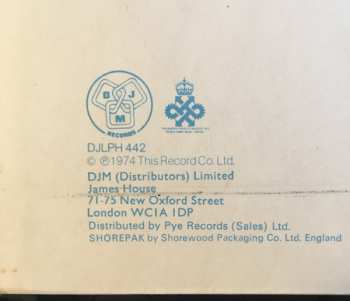 D J
M
RECORDS
DJLPH 442
© ℗ 1974 This Record Co. Ltd.
DJM (Distributors) Limited
James House
71-75 New Oxford Street
London WC1A 1DP
Distributed by Pye Records (Sales) Ltd.
SHOREPAK by Shorewood Packaging Co Ltd. England